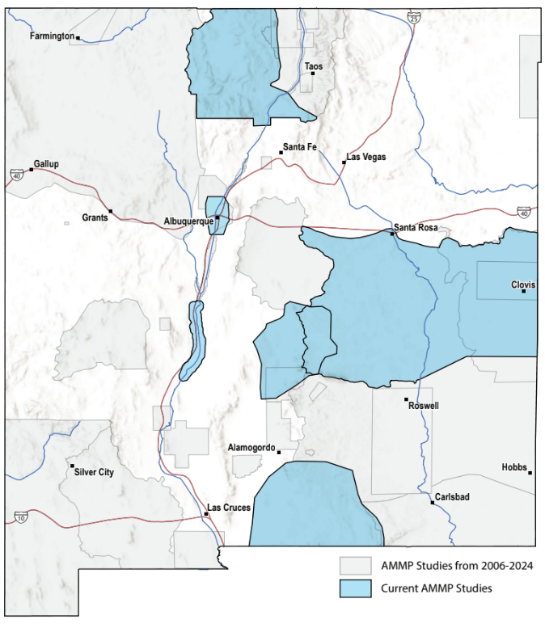 25
Farmington
Taos
Santa Fe
Las Vegas
40
Gallup
Grants
Albuquerque
40
Santa Rosa
Clovis
Roswell
Alamogordo
Silver City
Hobbs
Carlsbad
Las Cruces
10
AMMP Studies from 2006-2024
Current AMMP Studies